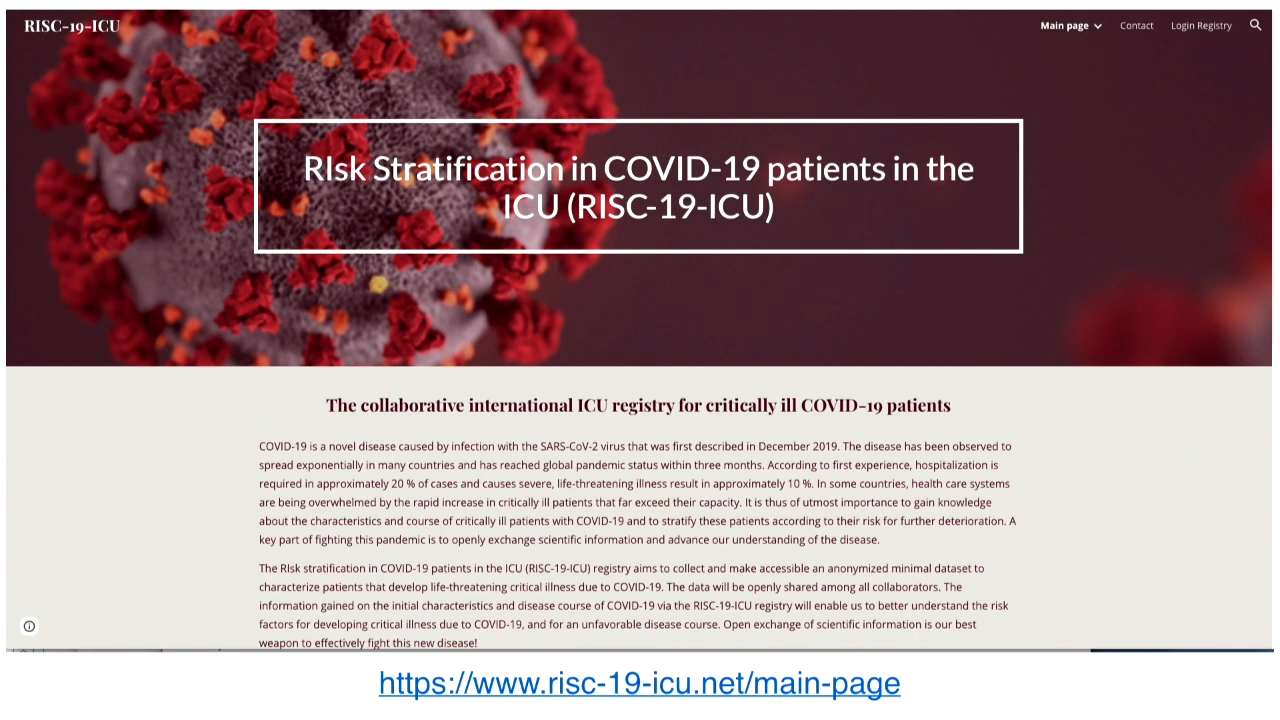 RISC-19-ICU
Main page
Contact
Login Registry
RIsk Stratification in COVID-19 patients in the
ICU (RISC-19-ICU)
The collaborative international ICU registry for critically ill COVID-19 patients
COVID-19 is a novel disease caused by infection with the SARS-CoV-2 virus that was first described in December 2019. The disease has been observed to
spread exponentially in many countries and has reached global pandemic status within three months. According to first experience, hospitalization is
required in approximately 20 % of cases and causes severe, life-threatening illness result in approximately 10 %. In some countries, health care systems
are being overwhelmed by the rapid increase in critically ill patients that far exceed their capacity. It is thus of utmost importance to gain knowledge
about the characteristics and course of critically ill patients with COVID-19 and to stratify these patients according to their risk for further deterioration. A
key part of fighting this pandemic is to openly exchange scientific information and advance our understanding of the disease.
The RIsk stratification in COVID-19 patients in the ICU (RISC-19-ICU) registry aims to collect and make accessible an anonymized minimal dataset to
characterize patients that develop life-threatening critical illness due to COVID-19. The data will be openly shared among all collaborators. The
information gained on the initial characteristics and disease course of COVID-19 via the RISC-19-ICU registry will enable us to better understand the risk
factors for developing critical illness due to COVID-19, and for an unfavorable disease course. Open exchange of scientific information is our best
weapon to effectively fight this new disease!
https://www.risc-19-icu.net/main-page